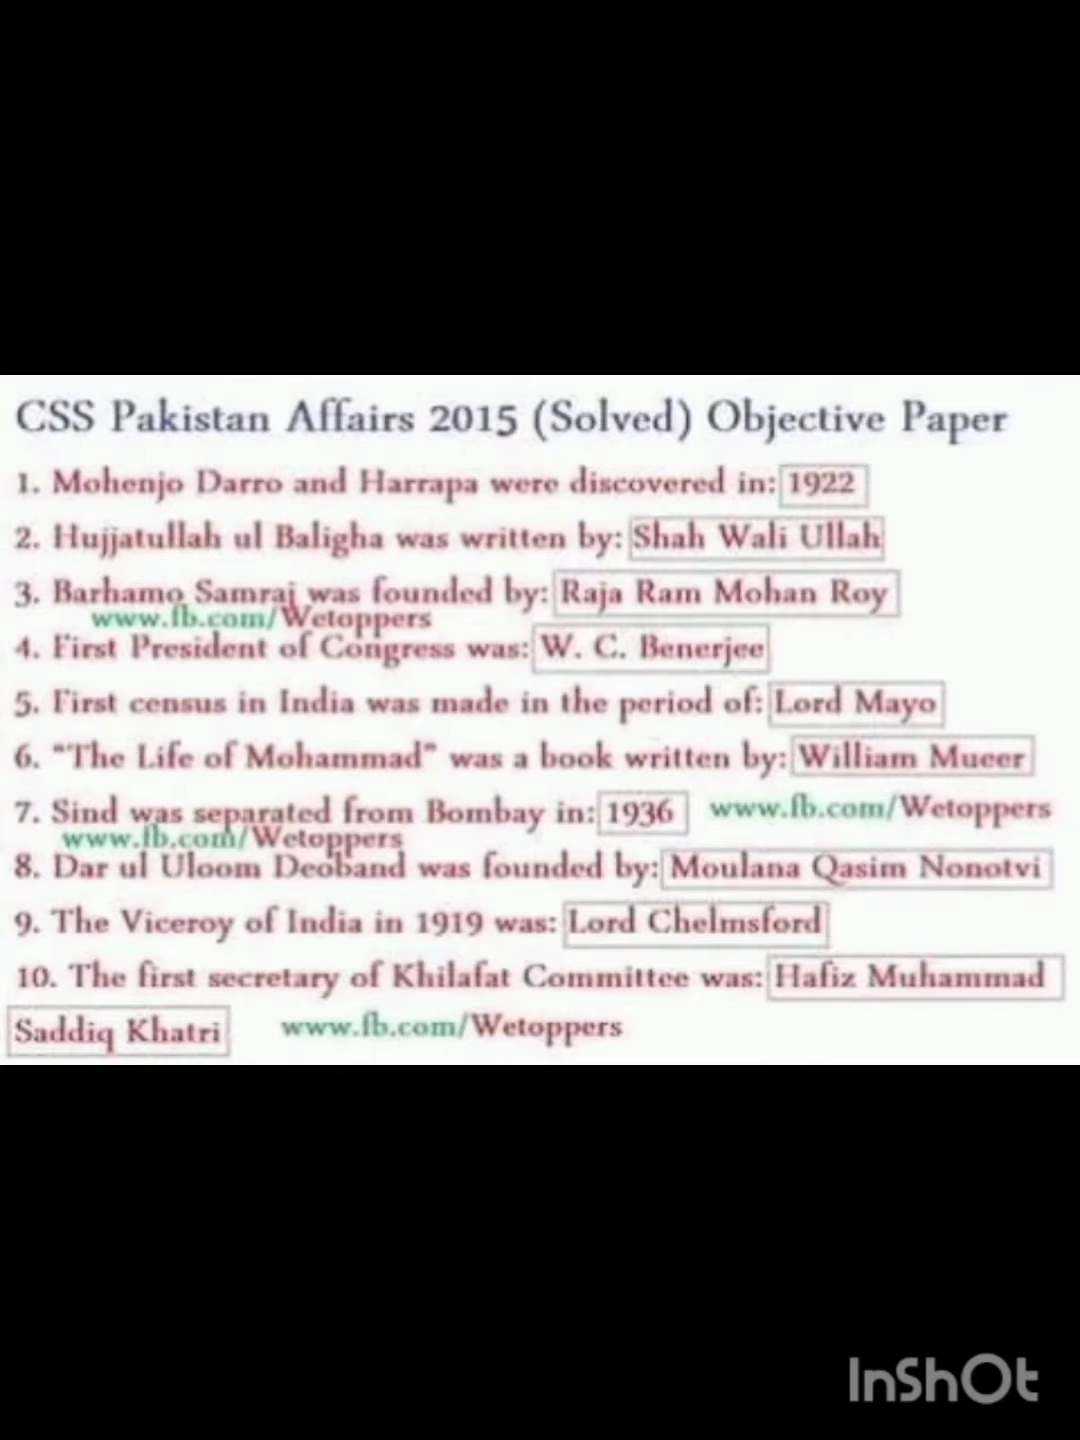 CSS Pakistan Affairs 2015 (Solved) Objective Paper
1. Mohenjo Darro and Harrapa were discovered in: 1922
2. Hujjatullah ul Baligha was written by: Shah Wali Ullah
3. Barhamo Samraj was founded by: Raja Ram Mohan Roy
www.fb.com/Wetoppers
4. First President of Congress was: W. C. Benerjee
5. First census in India was made in the period of: Lord Mayo
6. "The Life of Mohammad" was a book written by: William Mueer
7. Sind was separated from Bombay in: 1936 www.fb.com/Wetoppers
www.fb.com/Wetoppers
8. Dar ul Uloom Deoband was founded by: Moulana Qasim Nonotvi
9. The Viceroy of India in 1919 was: Lord Chelmsford
10. The first secretary of Khilafat Committee was: Hafiz Muhammad
Saddiq Khatri www.fb.com/Wetoppers
InShOt